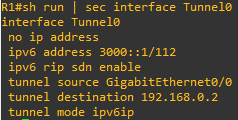 R1#sh run | sec interface Tunnel0
interface Tunnel0
 no ip address
 ipv6 address 3000::1/112
 ipv6 rip sdn enable
 tunnel source GigabitEthernet0/0
 tunnel destination 192.168.0.2
 tunnel mode ipv6ip